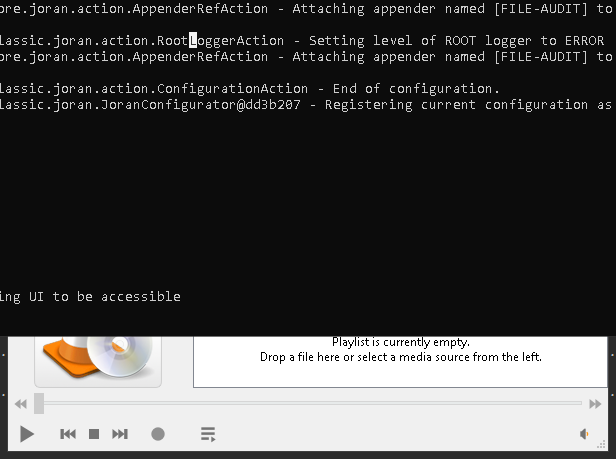 ore.joran.action.AppenderRefAction - Attaching appender named [FILE-AUDIT] to
lassic.joran.action.RootLoggerAction - Setting level of ROOT logger to ERROR
ore.joran.action.AppenderRefAction - Attaching appender named [FILE-AUDIT] to
lassic.joran.action.ConfigurationAction - End of configuration.
lassic.joran.JoranConfigurator@dd3b207 - Registering current configuration as
ing UI to be accessible
Playlist is currently empty.
Drop a file here or select a media source from the left.